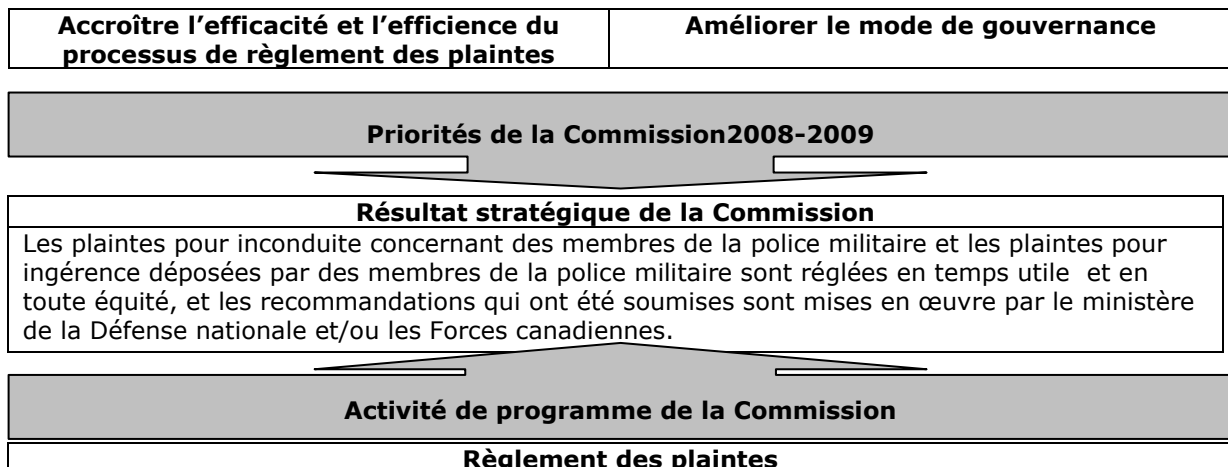 Accroître l’efficacité et l’efficience du
processus de règlement des plaintes
Améliorer le mode de gouvernance
Priorités de la Commission2008-2009
Résultat stratégique de la Commission
Les plaintes pour inconduite concernant des membres de la police militaire et les plaintes pour
ingérence déposées par des membres de la police militaire sont réglées en temps utile et en
toute équité, et les recommandations qui ont été soumises sont mises en œuvre par le ministère
de la Défense nationale et/ou les Forces canadiennes.
Activité de programme de la Commission
Règlement des plaintes